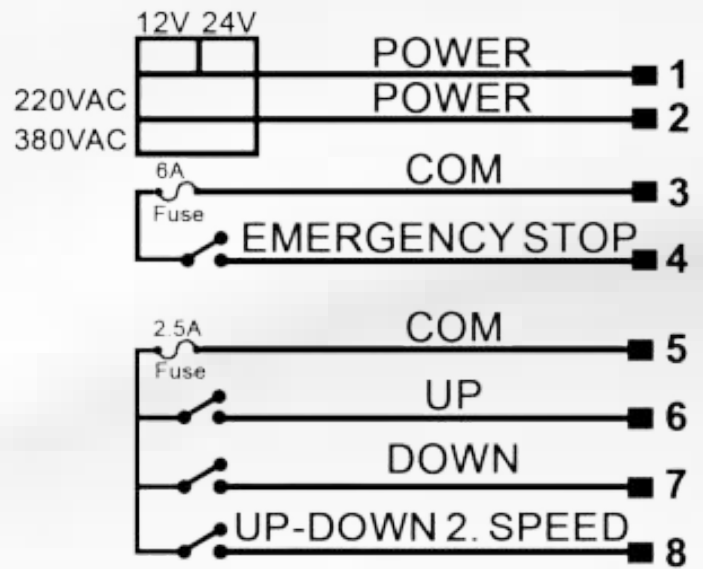 12V 24V
POWER 1
220VAC POWER 2
380VAC
6A COM 3
Fuse
EMERGENCY STOP 4
2.5A COM 5
Fuse
UP 6
DOWN 7
UP-DOWN 2. SPEED 8